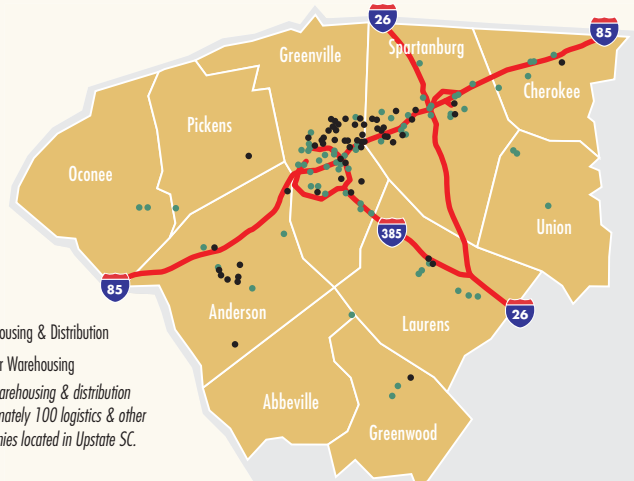 26
85
Greenville
Spartanburg
Cherokee
Pickens
Oconee
Union
385
85
Anderson
26
Laurens
ousing & Distribution
r Warehousing
arehousing & distribution
mately 100 logistics & other
nies located in Upstate SC.
Abbeville
Greenwood